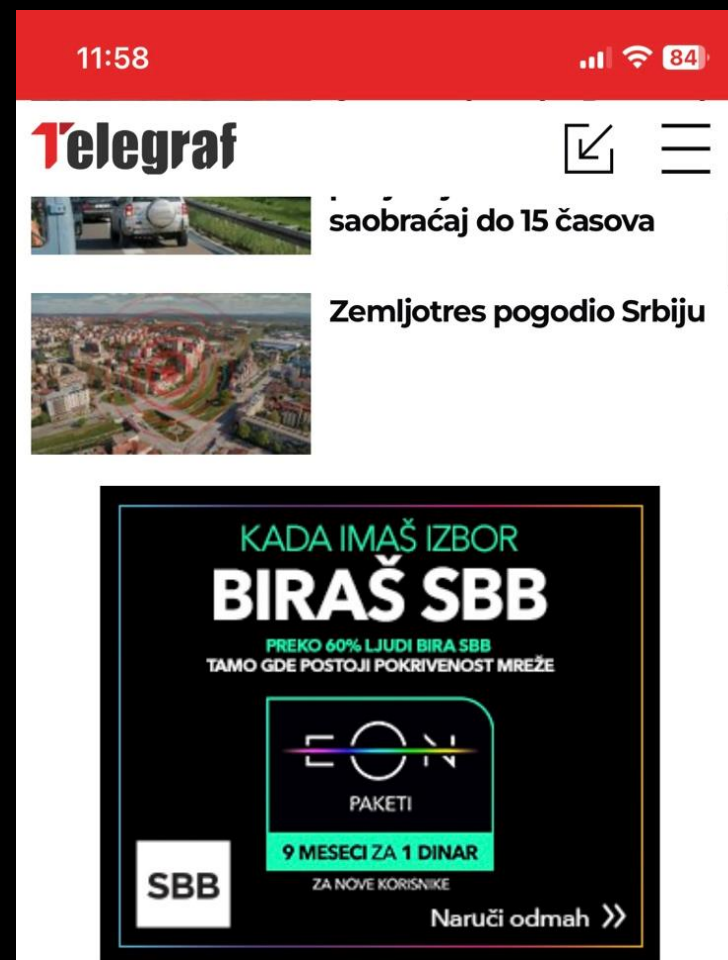 11:58
84
Telegraf
saobraćaj do 15 časova
Zemljotres pogodio Srbiju
KADA IMAŠ IZBOR
BIRAŠ SBB
PREKO 60% LJUDI BIRA SBB
TAMO GDE POSTOJI POKRIVENOST MREŽE
EON
PAKETI
9 MESECI ZA 1 DINAR
ZA NOVE KORISNIKE
SBB
Naruči odmah »